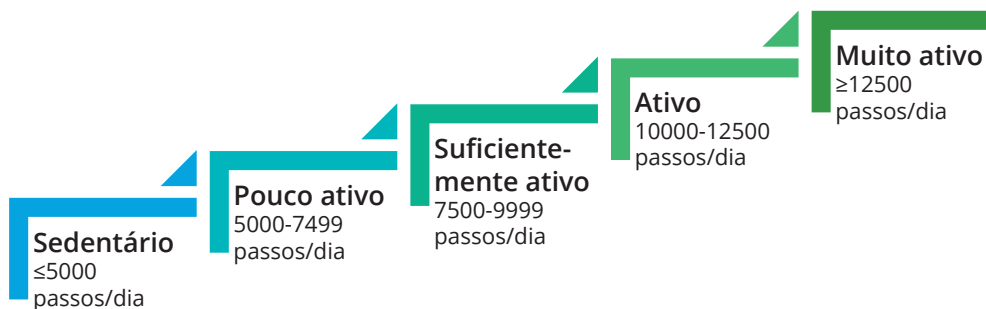 Sedentário
≤5000
passos/dia
Pouco ativo
5000-7499
passos/dia
Suficiente-
mente ativo
7500-9999
passos/dia
Ativo
10000-12500
passos/dia
Muito ativo
≥12500
passos/dia